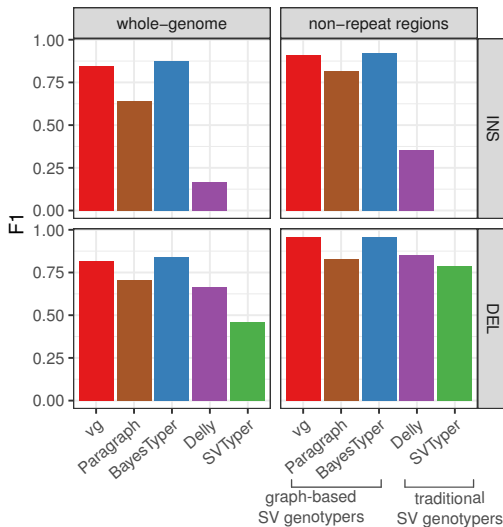 whole−genome
non−repeat regions
F1
1.00
0.75
0.50
0.25
0.00
INS
1.00
0.75
0.50
0.25
0.00
DEL
vg
Paragraph
BayesTyper
Delly
SVTyper
vg
Paragraph
BayesTyper
Delly
SVTyper
graph-based
SV genotypers
traditional
SV genotypers